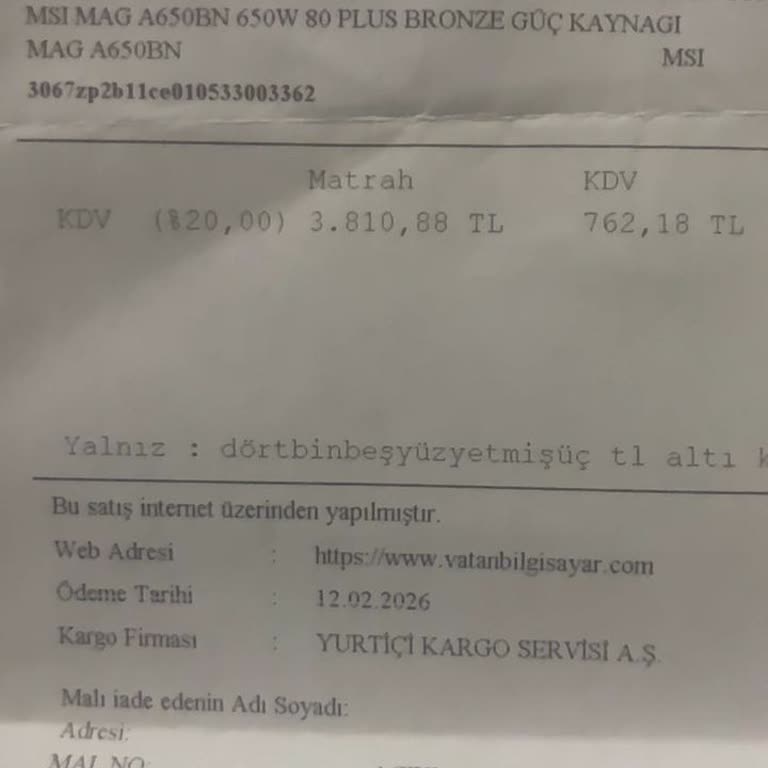 MSI MAG A650BN 650W 80 PLUS BRONZE GÜÇ KAYNAGI
MAG A650BN MSI
3067zp2b11ce010533003362
Matrah KDV
KDV (%20,00) 3.810,88 TL 762,18 TL
Yalnız : dörtbinbeşyüzyetmişüç tl altı k
Bu satış internet üzerinden yapılmıştır.
Web Adresi : https://www.vatanbilgisayar.com
Ödeme Tarihi : 12.02.2026
Kargo Firması : YURTİÇİ KARGO SERVİSİ A.Ş.
Malı iade edenin Adı Soyadı:
Adresi:
MAL NO: